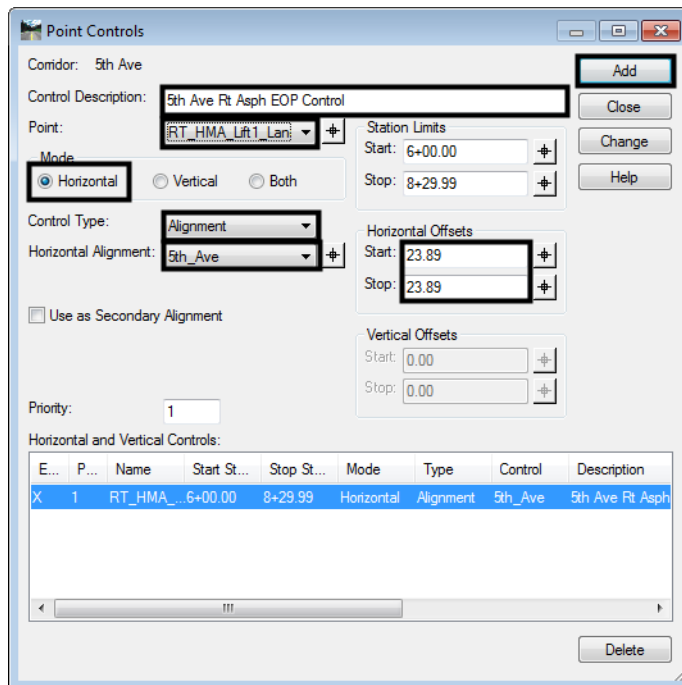 Point Controls
Corridor: 5th Ave
Add
Control Description: 5th Ave Rt Asph EOP Control
Close
Point: RT_HMA_Lift1_Lan
Station Limits
Change
Start: 6+00.00
Mode
Horizontal Vertical Both
Stop: 8+29.99
Help
Control Type: Alignment
Horizontal Offsets
Horizontal Alignment: 5th_Ave
Start: 23.89
Stop: 23.89
Use as Secondary Alignment
Vertical Offsets
Start: 0.00
Stop: 0.00
Priority: 1
Horizontal and Vertical Controls:
E... P... Name Start St... Stop St... Mode Type Control Description
X 1 RT_HMA_... 6+00.00 8+29.99 Horizontal Alignment 5th_Ave 5th Ave Rt Asph
Delete